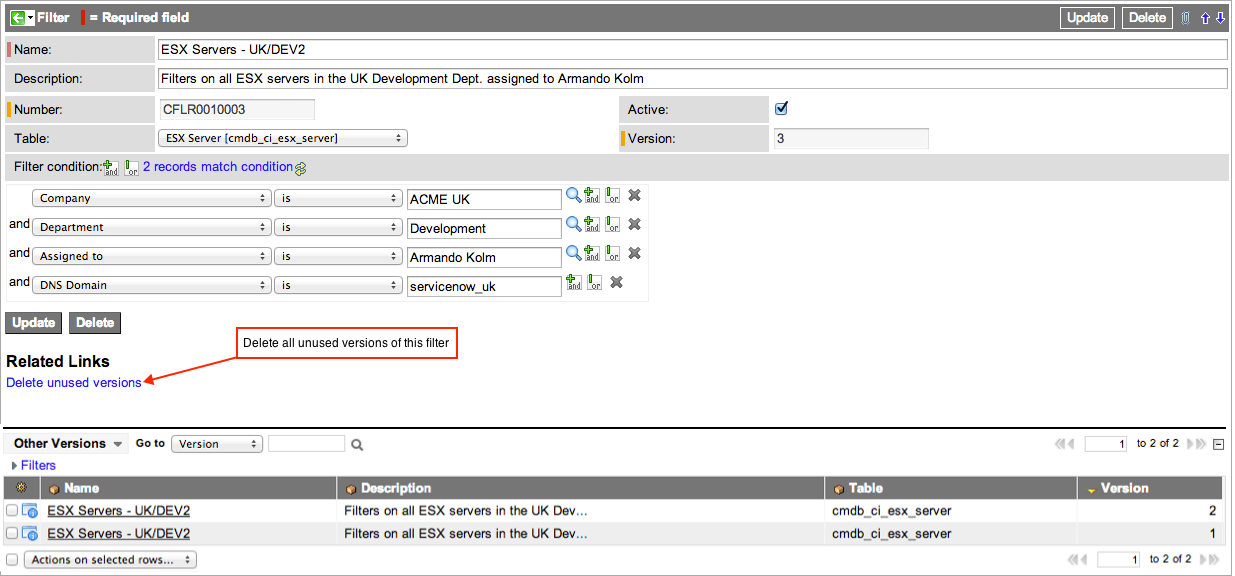 Filter = Required field Update Delete
Name: ESX Servers - UK/DEV2
Description: Filters on all ESX servers in the UK Development Dept. assigned to Armando Kolm
Number: CFLR0010003 Active:
Table: ESX Server [cmdb_ci_esx_server] Version: 3
Filter condition: and or 2 records match condition
Company is ACME UK and or
and Department is Development and or
and Assigned to is Armando Kolm and or
and DNS Domain is servicenow_uk and or
Update Delete
Delete all unused versions of this filter
Related Links
Delete unused versions
Other Versions Go to Version 1 to 2 of 2
Filters
Name Description Table Version
ESX Servers - UK/DEV2 Filters on all ESX servers in the UK Dev... cmdb_ci_esx_server 2
ESX Servers - UK/DEV2 Filters on all ESX servers in the UK Dev... cmdb_ci_esx_server 1
Actions on selected rows... 1 to 2 of 2